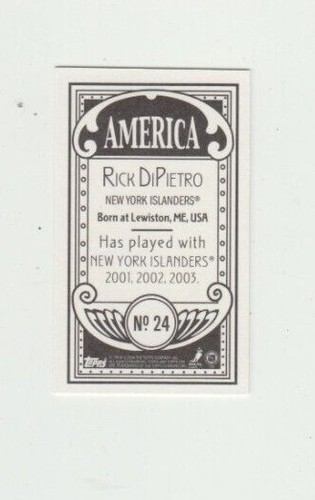 AMERICA
RICK DIPIETRO
NEW YORK ISLANDERS®
Born at Lewiston, ME, USA
Has played with
NEW YORK ISLANDERS®
2001, 2002, 2003.
Nº 24
TOPPS